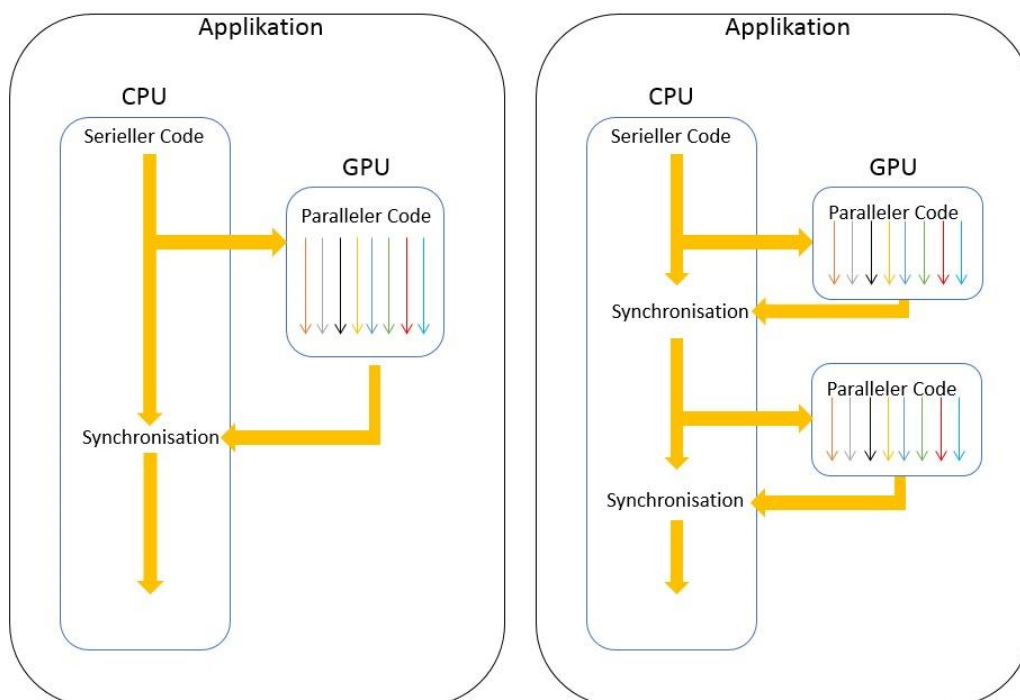 Applikation
CPU
Serieller Code
GPU
Paralleler Code
Synchronisation
Applikation
CPU
Serieller Code
GPU
Paralleler Code
Synchronisation
Paralleler Code
Synchronisation